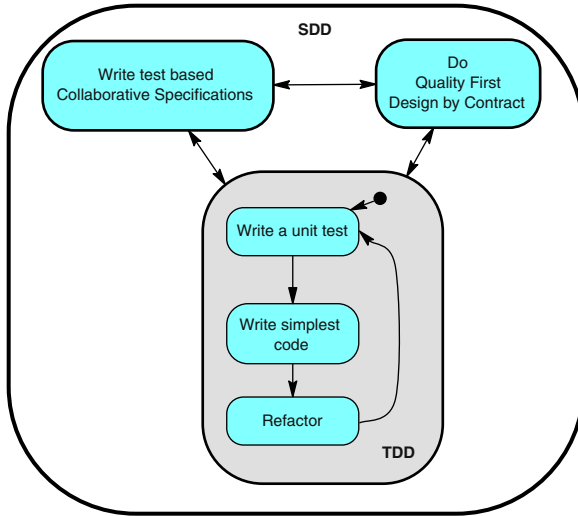 SDD
Write test based
Collaborative Specifications
Do
Quality First
Design by Contract
Write a unit test
Write simplest
code
Refactor
TDD